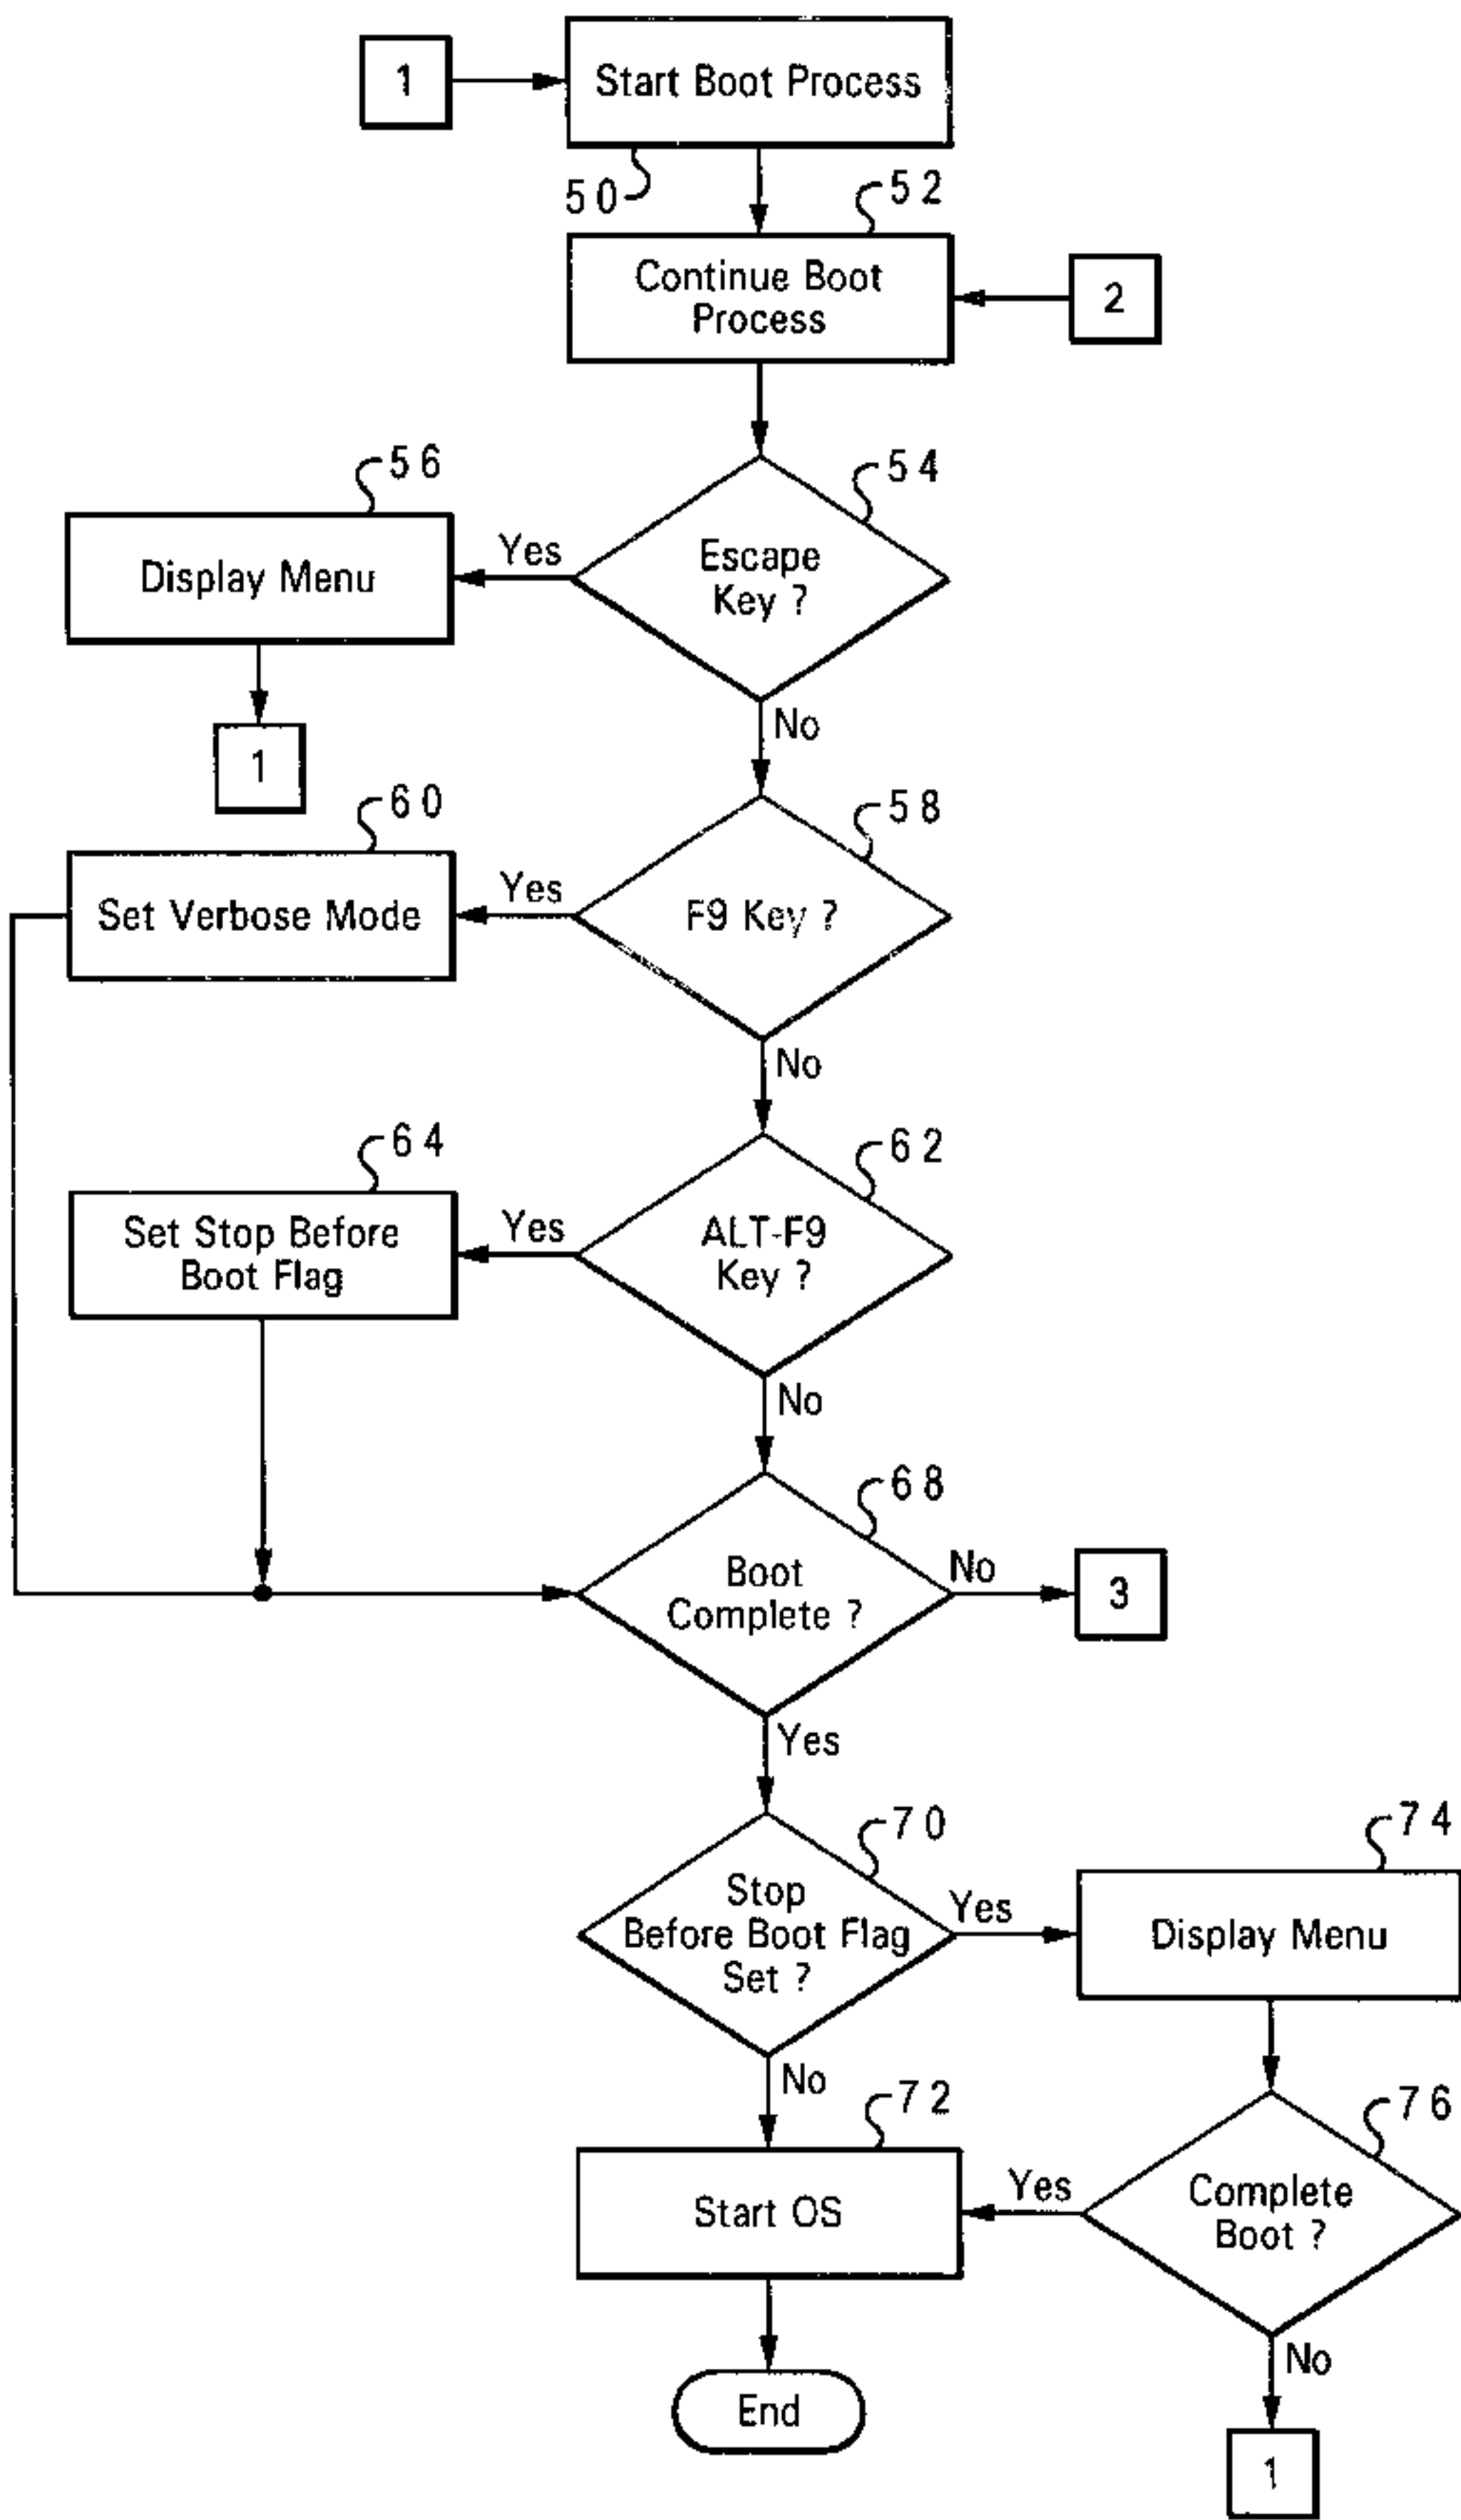 1
Start Boot Process
50
52
Continue Boot
Process
2
54
56
Escape
Key ?
Yes
Display Menu
No
1
58
60
F9 Key ?
Yes
Set Verbose Mode
No
62
64
ALT-F9
Key ?
Yes
Set Stop Before
Boot Flag
No
68
Boot
Complete ?
No
3
Yes
70
Stop
Before Boot Flag
Set ?
Yes
74
Display Menu
No
72
76
Start OS
Yes
Complete
Boot ?
No
End
1